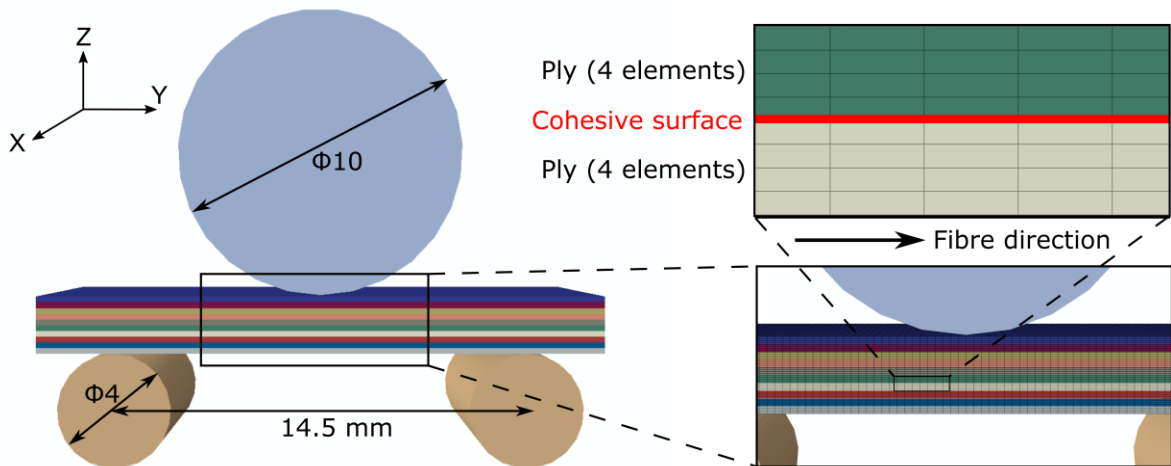 Z
Y
X
Φ10
Φ4
14.5 mm
Ply (4 elements)
Cohesive surface
Ply (4 elements)
Fibre direction